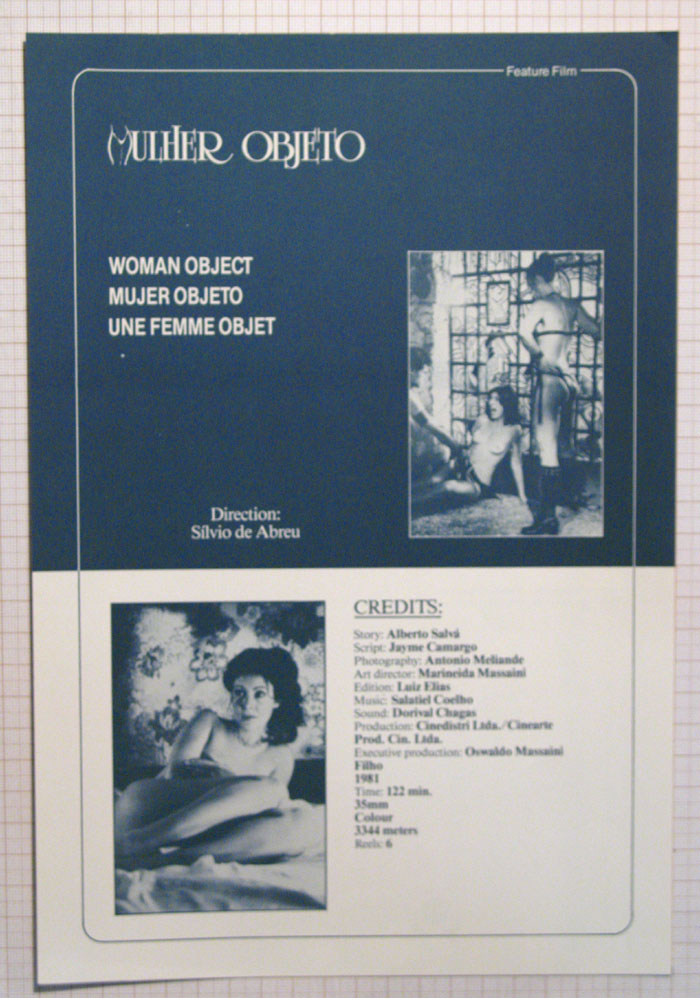 Feature Film
MULHER OBJETO
WOMAN OBJECT
MUJER OBJETO
UNE FEMME OBJET
Direction:
Sílvio de Abreu
CREDITS:
Story: Alberto Salvá
Script: Jayme Camargo
Photography: Antonio Meliande
Art director: Marineida Massaini
Edition: Luiz Elias
Music: Salatiel Coelho
Sound: Dorival Chagas
Production: Cinedistri Ltda./Cinearte
Prod. Cin. Ltda.
Executive production: Oswaldo Massaini
Filho
1981
Time: 122 min.
35mm
Colour
3344 meters
Reels: 6